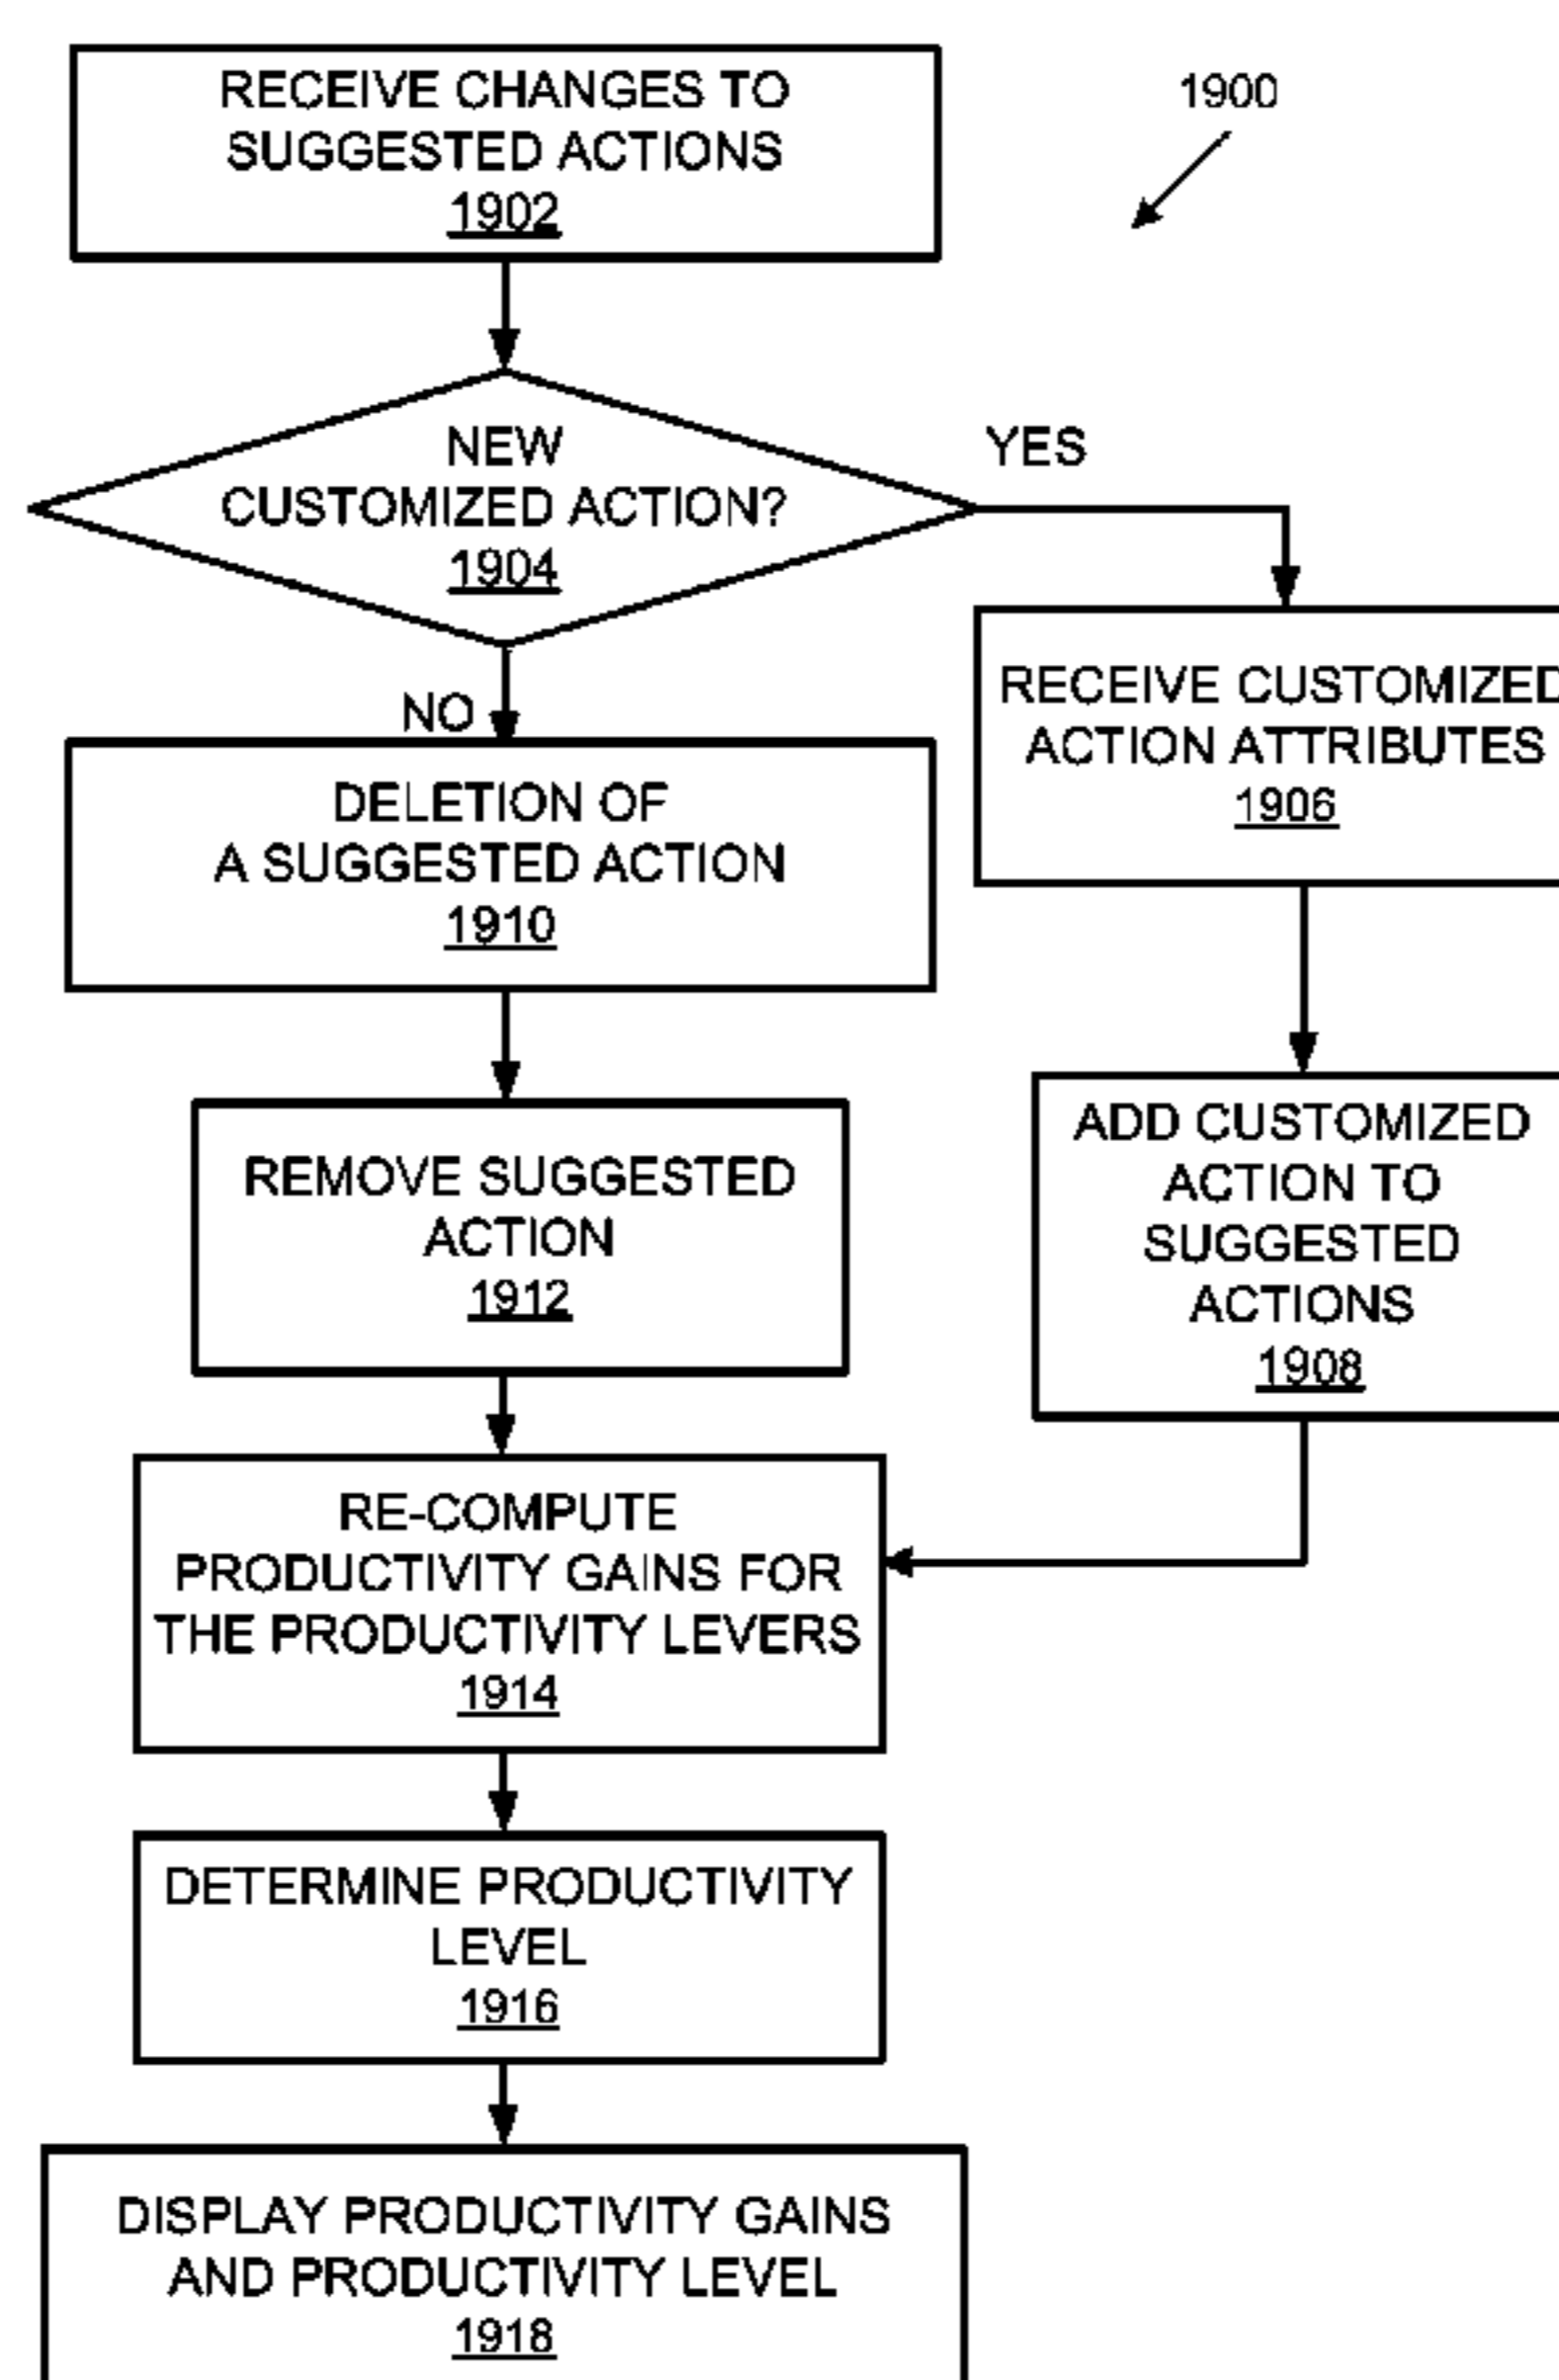 RECEIVE CHANGES TO
SUGGESTED ACTIONS
1902
1900
NEW
CUSTOMIZED ACTION?
1904
YES
NO
RECEIVE CUSTOMIZED
ACTION ATTRIBUTES
1906
DELETION OF
A SUGGESTED ACTION
1910
ADD CUSTOMIZED
ACTION TO
SUGGESTED
ACTIONS
1908
REMOVE SUGGESTED
ACTION
1912
RE-COMPUTE
PRODUCTIVITY GAINS FOR
THE PRODUCTIVITY LEVERS
1914
DETERMINE PRODUCTIVITY
LEVEL
1916
DISPLAY PRODUCTIVITY GAINS
AND PRODUCTIVITY LEVEL
1918